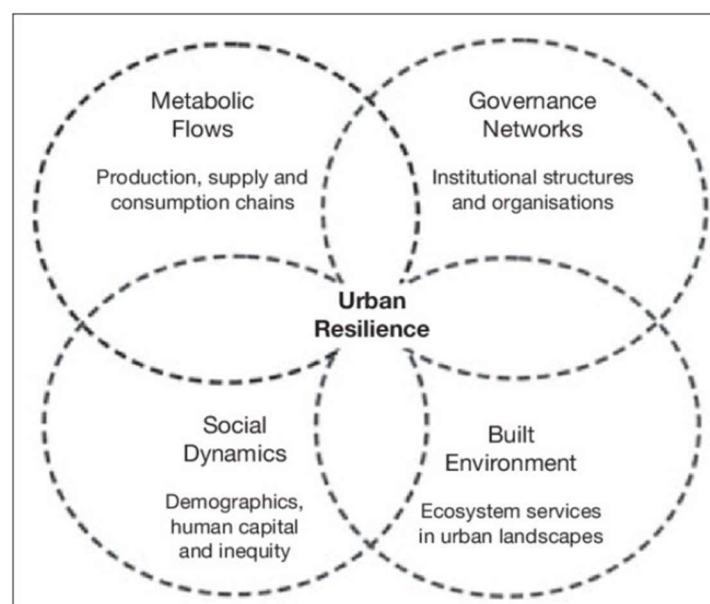 Metabolic
Flows
Production, supply and
consumption chains
Governance
Networks
Institutional structures
and organisations
Urban
Resilience
Social
Dynamics
Demographics,
human capital
and inequity
Built
Environment
Ecosystem services
in urban landscapes